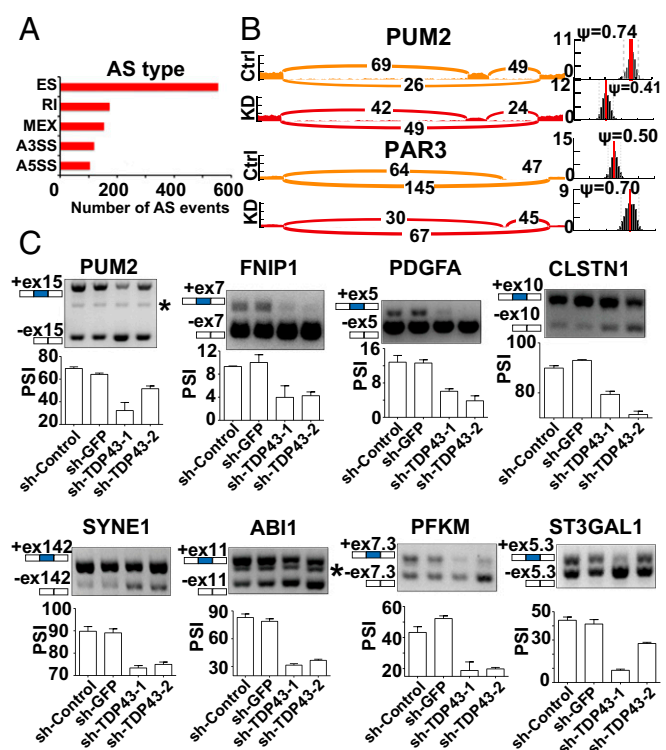 A
AS type
ES
RI
MEX
A3SS
A5SS
0 200 400 600
Number of AS events
B
PUM2
Ctrl
69
49
26
11
0
Ψ=0.74
KD
42
24
49
12
0
Ψ=0.41
PAR3
Ctrl
64
47
145
15
0
Ψ=0.50
KD
30
45
67
9
0
Ψ=0.70
C
PUM2
+ex15
-ex15
*
PSI
80
60
40
20
sh-Control
sh-GFP
sh-TDP43-1
sh-TDP43-2
FNIP1
+ex7
-ex7
PSI
12
8
4
0
sh-Control
sh-GFP
sh-TDP43-1
sh-TDP43-2
PDGFA
+ex5
-ex5
PSI
16
12
8
4
0
sh-Control
sh-GFP
sh-TDP43-1
sh-TDP43-2
CLSTN1
+ex10
-ex10
PSI
100
90
80
70
sh-Control
sh-GFP
sh-TDP43-1
sh-TDP43-2
SYNE1
+ex142
-ex142
PSI
100
90
80
70
sh-Control
sh-GFP
sh-TDP43-1
sh-TDP43-2
ABI1
+ex11
-ex11
*
PSI
90
60
30
sh-Control
sh-GFP
sh-TDP43-1
sh-TDP43-2
PFKM
+ex7.3
-ex7.3
PSI
60
40
20
sh-Control
sh-GFP
sh-TDP43-1
sh-TDP43-2
ST3GAL1
+ex5.3
-ex5.3
PSI
50
30
0
sh-Control
sh-GFP
sh-TDP43-1
sh-TDP43-2